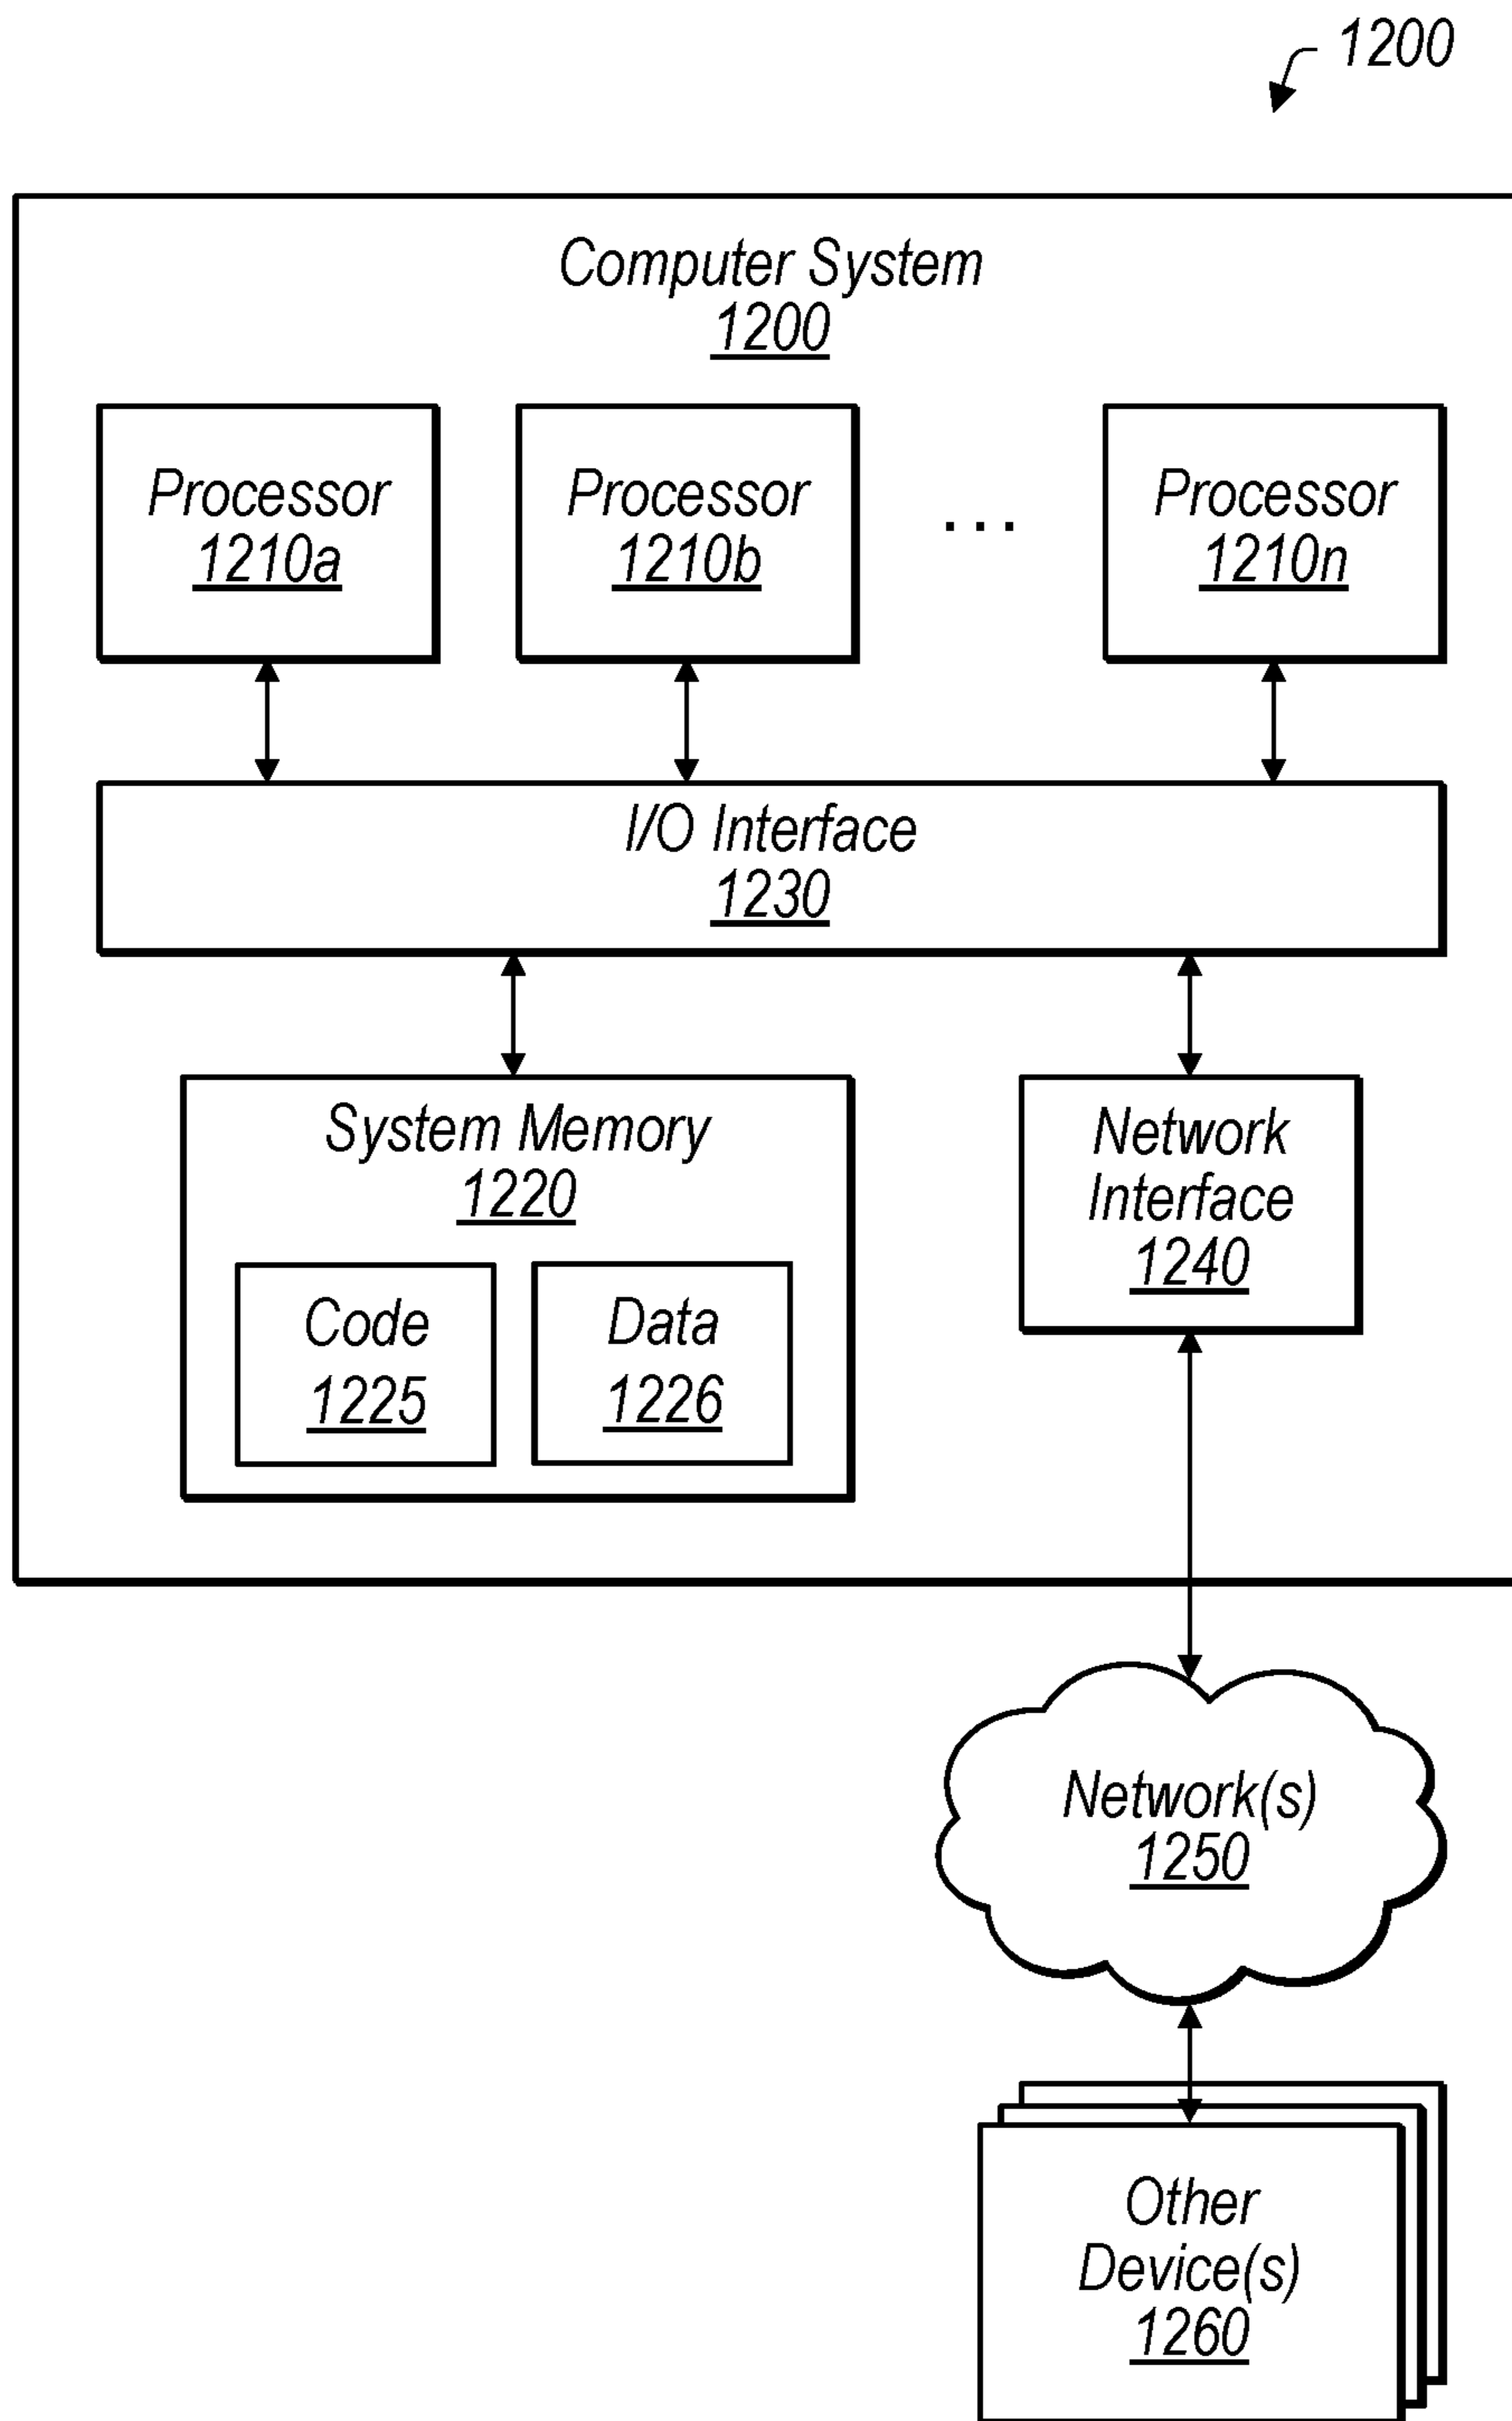 1200
Computer System
1200
Processor
1210a
Processor
1210b
...
Processor
1210n
I/O Interface
1230
System Memory
1220
Code
1225
Data
1226
Network
Interface
1240
Network(s)
1250
Other
Device(s)
1260